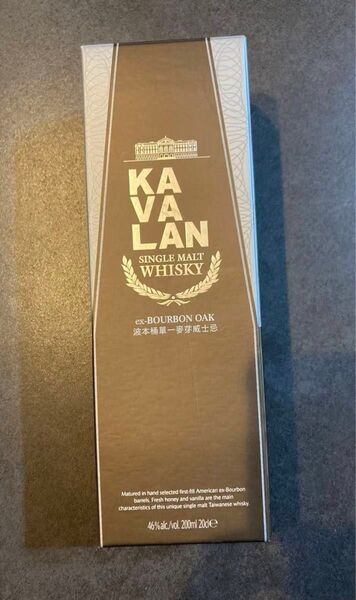 KA
VA
LAN
SINGLE MALT
WHISKY
ex-BOURBON OAK
波本桶單一麥芽威士忌
Matured in hand selected first-fill American ex-Bourbon
barrels. Fresh honey and vanilla are the main
characteristics of this unique single malt Taiwanese whisky.
46%alc./vol. 200ml 20cl℮